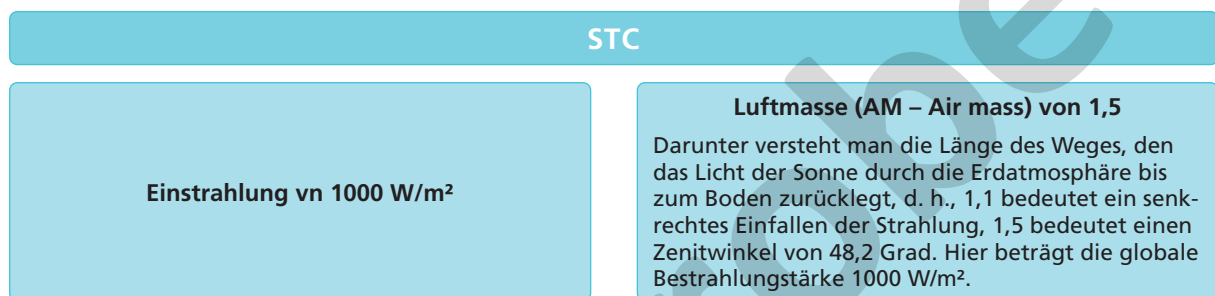 STC
Einstrahlung vn 1000 W/m²
Luftmasse (AM – Air mass) von 1,5
Darunter versteht man die Länge des Weges, den
das Licht der Sonne durch die Erdatmosphäre bis
zum Boden zurücklegt, d. h., 1,1 bedeutet ein senk-
rechtes Einfallen der Strahlung, 1,5 bedeutet einen
Zenitwinkel von 48,2 Grad. Hier beträgt die globale
Bestrahlungstärke 1000 W/m².